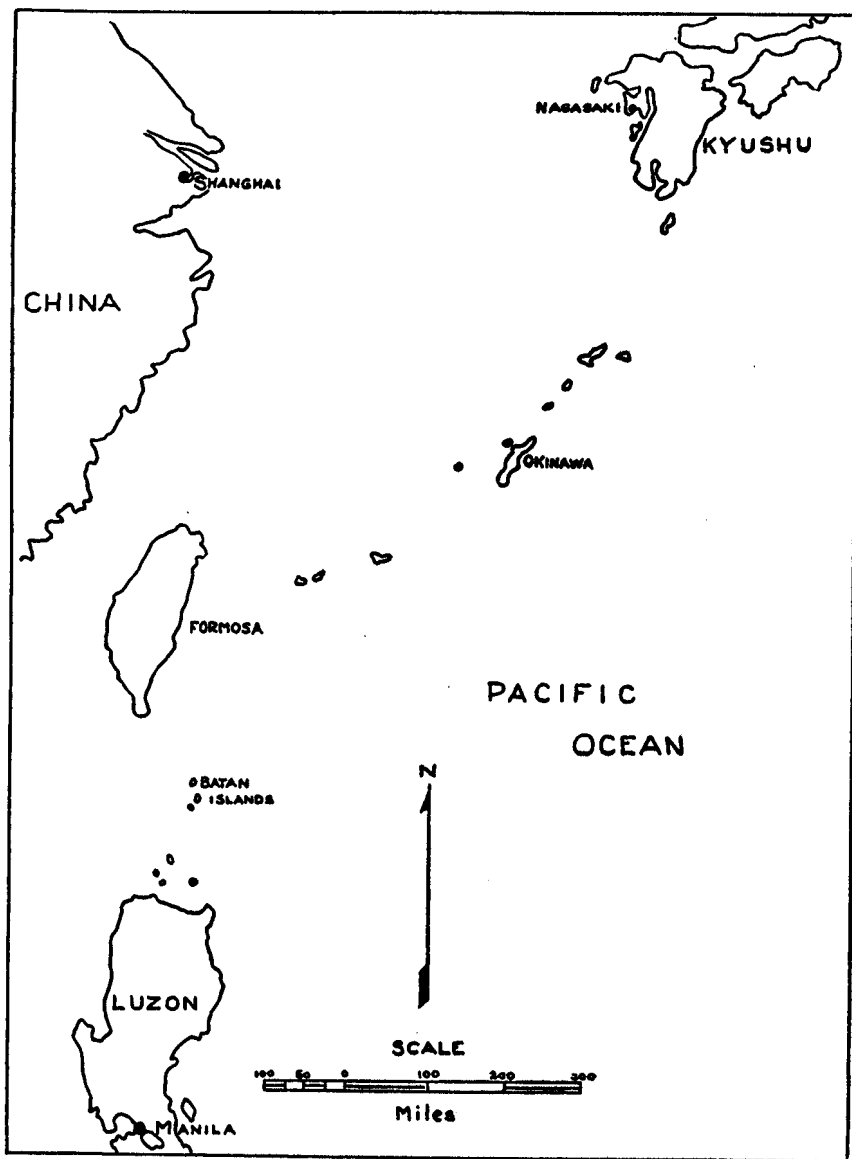 NAGASAKI
KYUSHU
SHANGHAI
CHINA
OKINAWA
FORMOSA
PACIFIC
OCEAN
N
BATAN
ISLANDS
LUZON
SCALE
100 50 0 100 200 300
Miles
MANILA